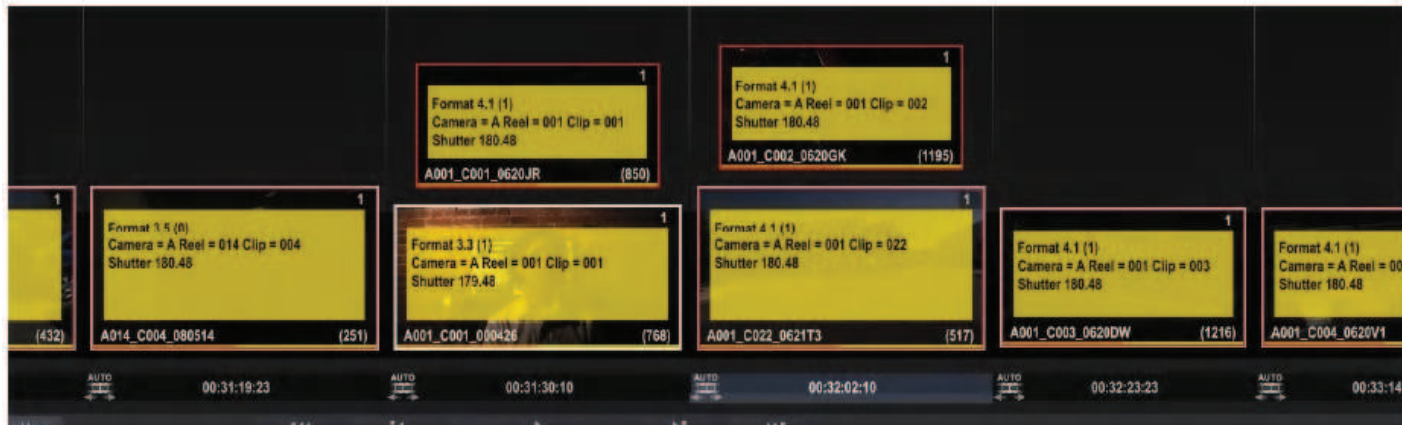 1
Format 4.1 (1)
Camera = A Reel = 001 Clip = 001
Shutter 180.48
A001_C001_0620JR (850)
1
Format 4.1 (1)
Camera = A Reel = 001 Clip = 002
Shutter 180.48
A001_C002_0620GK (1195)
1
(432)
1
Format 3.5 (0)
Camera = A Reel = 014 Clip = 004
Shutter 180.48
A014_C004_080514 (251)
1
Format 3.3 (1)
Camera = A Reel = 001 Clip = 001
Shutter 179.48
A001_C001_000426 (768)
1
Format 4.1 (1)
Camera = A Reel = 001 Clip = 022
Shutter 180.48
A001_C022_0621T3 (517)
1
Format 4.1 (1)
Camera = A Reel = 001 Clip = 003
Shutter 180.48
A001_C003_0620DW (1216)
Format 4.1 (1)
Camera = A Reel = 00
Shutter 180.48
A001_C004_0620V1
AUTO 00:31:19:23
AUTO 00:31:30:10
AUTO 00:32:02:10
AUTO 00:32:23:23
AUTO 00:33:14